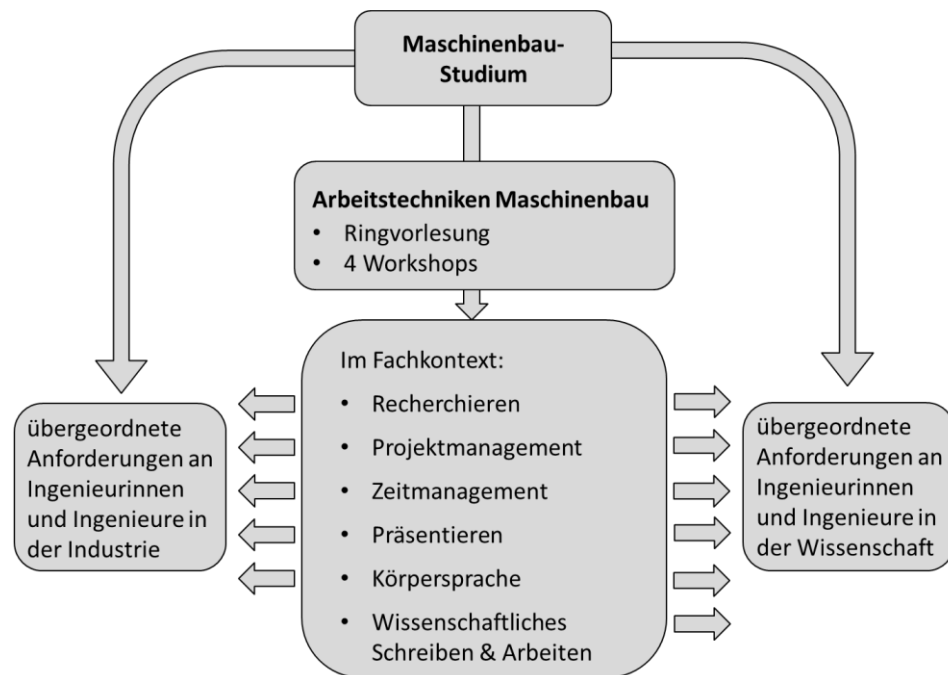 Maschinenbau-
Studium
Arbeitstechniken Maschinenbau
• Ringvorlesung
• 4 Workshops
Im Fachkontext:
• Recherchieren
• Projektmanagement
• Zeitmanagement
• Präsentieren
• Körpersprache
• Wissenschaftliches
Schreiben & Arbeiten
übergeordnete
Anforderungen an
Ingenieurinnen
und Ingenieure in
der Industrie
übergeordnete
Anforderungen an
Ingenieurinnen
und Ingenieure in
der Wissenschaft